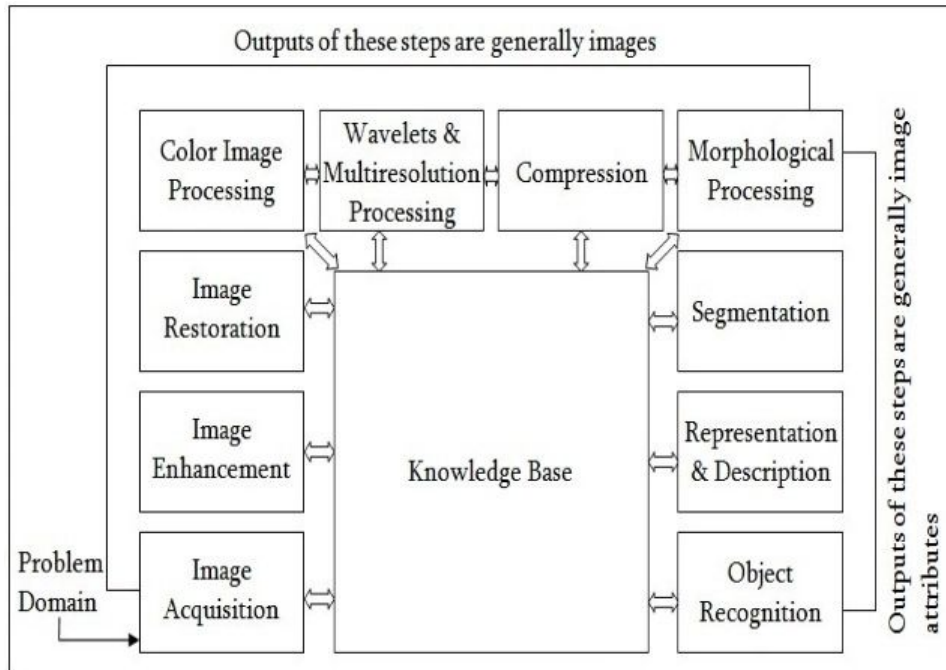 Outputs of these steps are generally images
Color Image
Processing
Wavelets &
Multiresolution
Processing
Compression
Morphological
Processing
Image
Restoration
Segmentation
Image
Enhancement
Knowledge Base
Representation
& Description
Problem
Domain
Image
Acquisition
Object
Recognition
Outputs of these steps are generally image
attributes